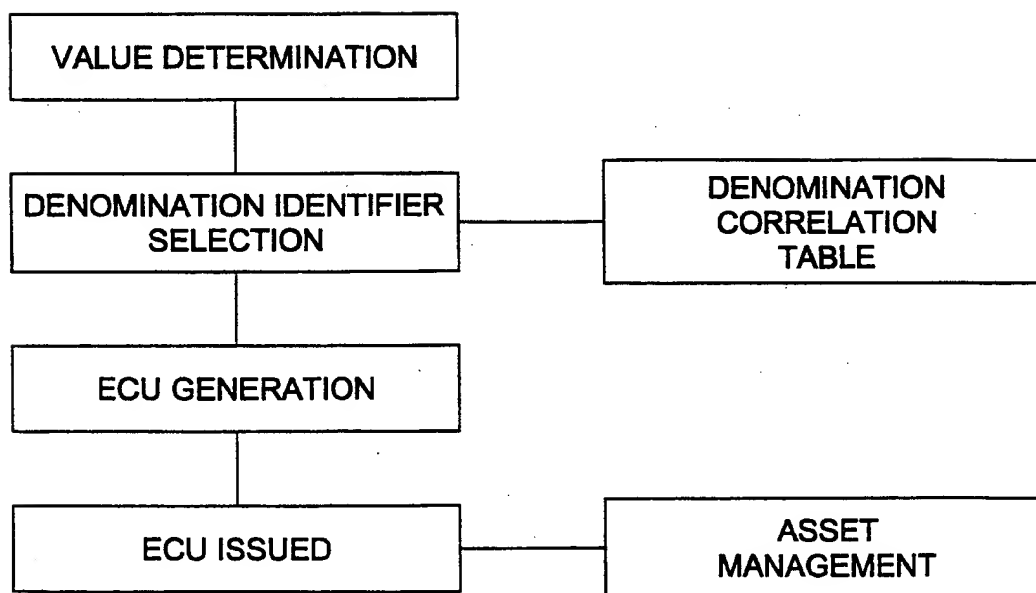 VALUE DETERMINATION
DENOMINATION IDENTIFIER
SELECTION
DENOMINATION
CORRELATION
TABLE
ECU GENERATION
ECU ISSUED
ASSET
MANAGEMENT